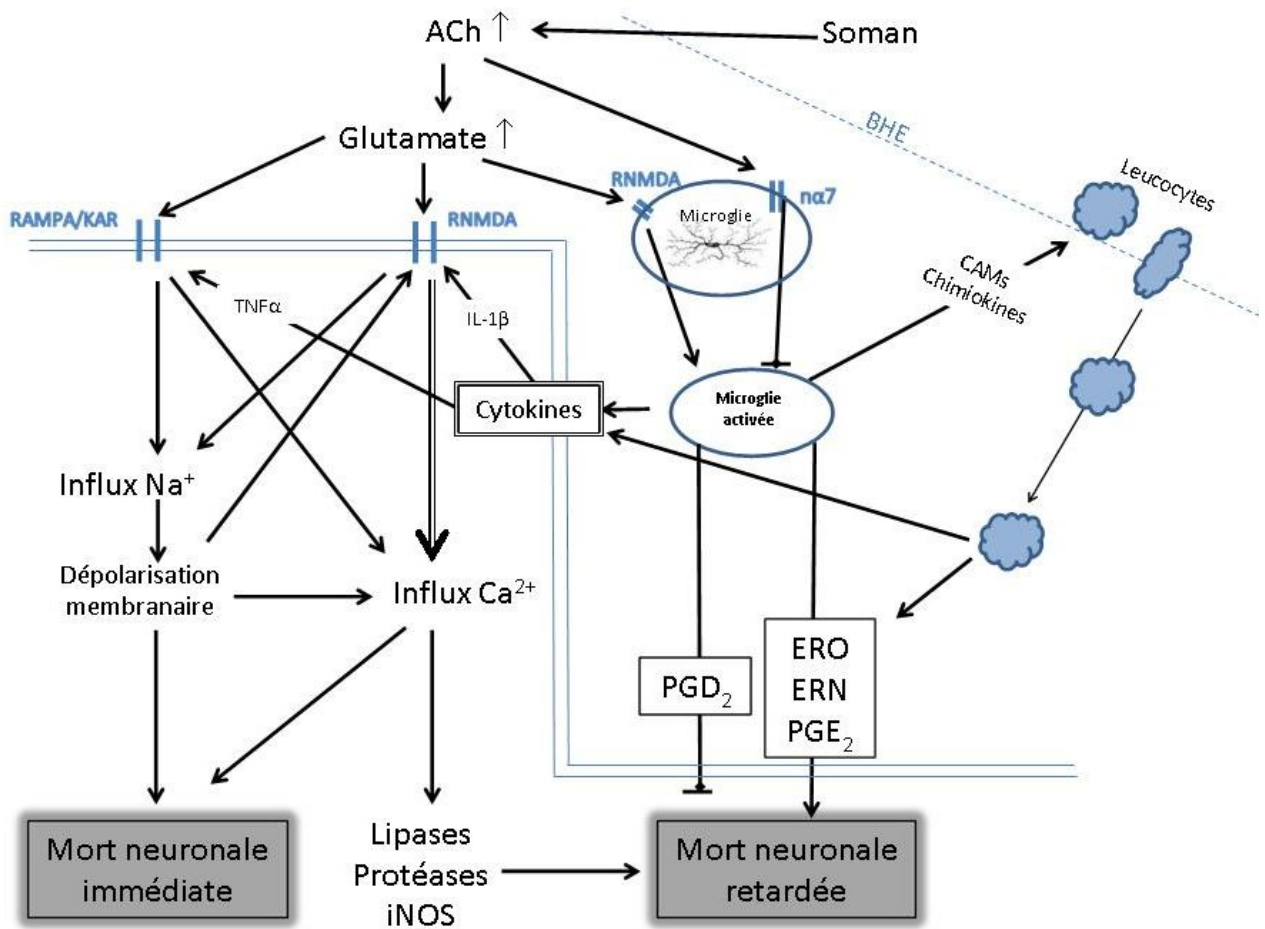 ACh ↑
Soman
BHE
Glutamate ↑
Leucocytes
RNMDA
nα7
RAMPA/KAR
RNMDA
Microglie
CAMs
Chimiokines
TNFα
IL-1β
Cytokines
Microglie
activée
Influx Na⁺
Dépolarisation
membranaire
Influx Ca²⁺
ERO
ERN
PGE₂
PGD₂
Mort neuronale
immédiate
Lipases
Protéases
iNOS
Mort neuronale
retardée